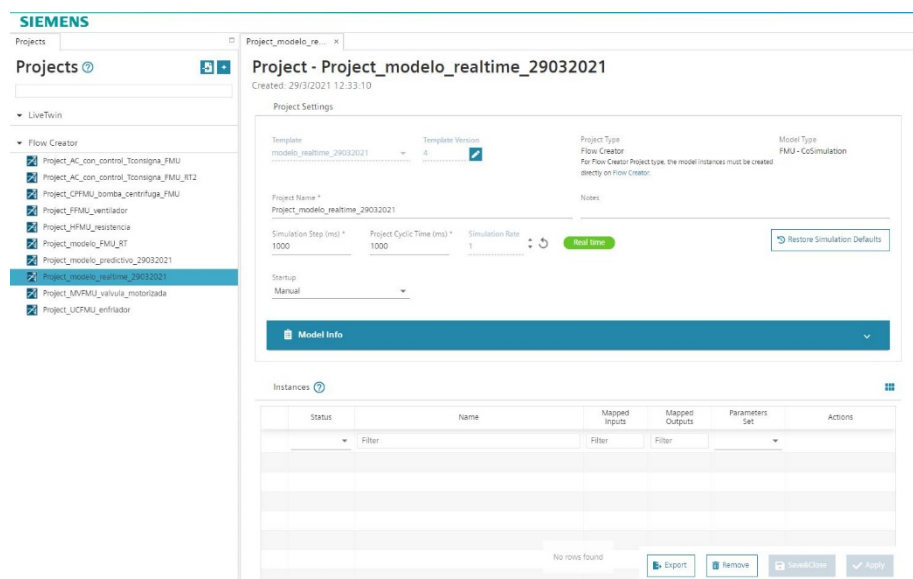 SIEMENS
Projects
Project_modelo_re... ×
Projects
Project - Project_modelo_realtime_29032021
Created: 29/3/2021 12:33:10
LiveTwin
Flow Creator
Project_AC_con_control_Tconsigna_FMU
Project_AC_con_control_Tconsigna_FMU_RT2
Project_CPFMU_bomba_centrifuga_FMU
Project_FFMU_ventilador
Project_HFMU_resistencia
Project_modelo_FMU_RT
Project_modelo_predictivo_29032021
Project_modelo_realtime_29032021
Project_MVFMU_valvula_motorizada
Project_UCFMU_enfriador
Project Settings
Template
modelo_realtime_29032021
Template Version
4
Project Type
Flow Creator
For Flow Creator Project type, the model instances must be created
directly on Flow Creator.
Model Type
FMU - CoSimulation
Project Name *
Project_modelo_realtime_29032021
Notes
Simulation Step (ms) *
1000
Project Cyclic Time (ms) *
1000
Simulation Rate
1
Real time
Restore Simulation Defaults
Startup
Manual
Model Info
Instances
Status
Name
Mapped
Inputs
Mapped
Outputs
Parameters
Set
Actions
Filter
Filter
Filter
No rows found
Export
Remove
Save&Close
Apply